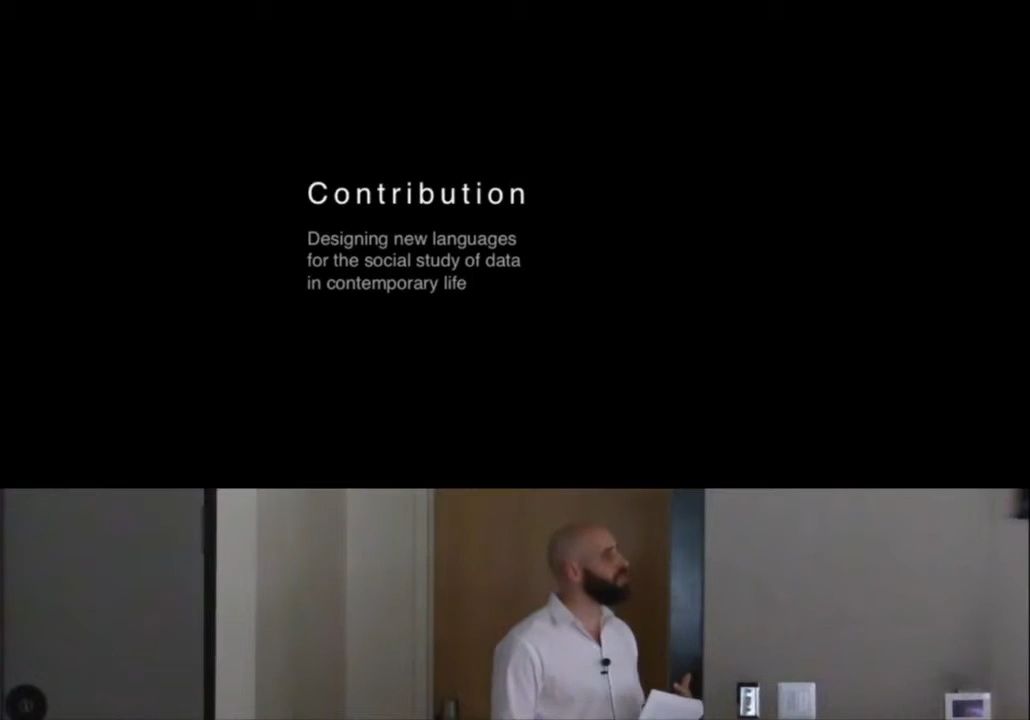 Contribution
Designing new languages
for the social study of data
in contemporary life